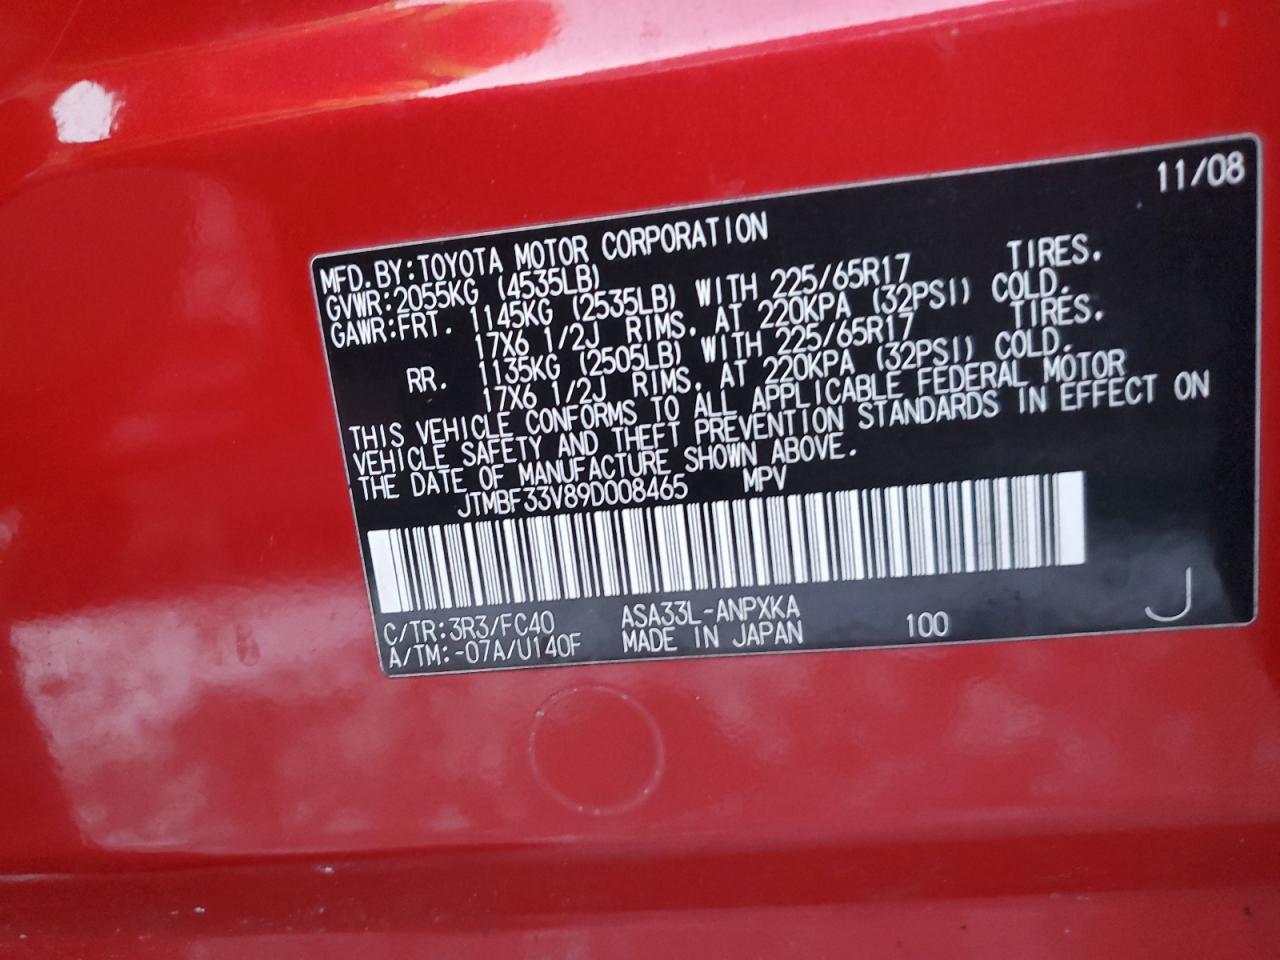 11/08
MFD.BY:TOYOTA MOTOR CORPORATION
GVWR:2055KG (4535LB)
GAWR:FRT. 1145KG (2535LB) WITH 225/65R17 TIRES.
17X6 1/2J RIMS. AT 220KPA (32PSI) COLD.
RR. 1135KG (2505LB) WITH 225/65R17 TIRES.
17X6 1/2J RIMS. AT 220KPA (32PSI) COLD.
THIS VEHICLE CONFORMS TO ALL APPLICABLE FEDERAL MOTOR
VEHICLE SAFETY AND THEFT PREVENTION STANDARDS IN EFFECT ON
THE DATE OF MANUFACTURE SHOWN ABOVE.
JTMBF33V89D008465 MPV
C/TR:3R3/FC40 ASA33L-ANPXKA
A/TM:-07A/U140F MADE IN JAPAN 100 J